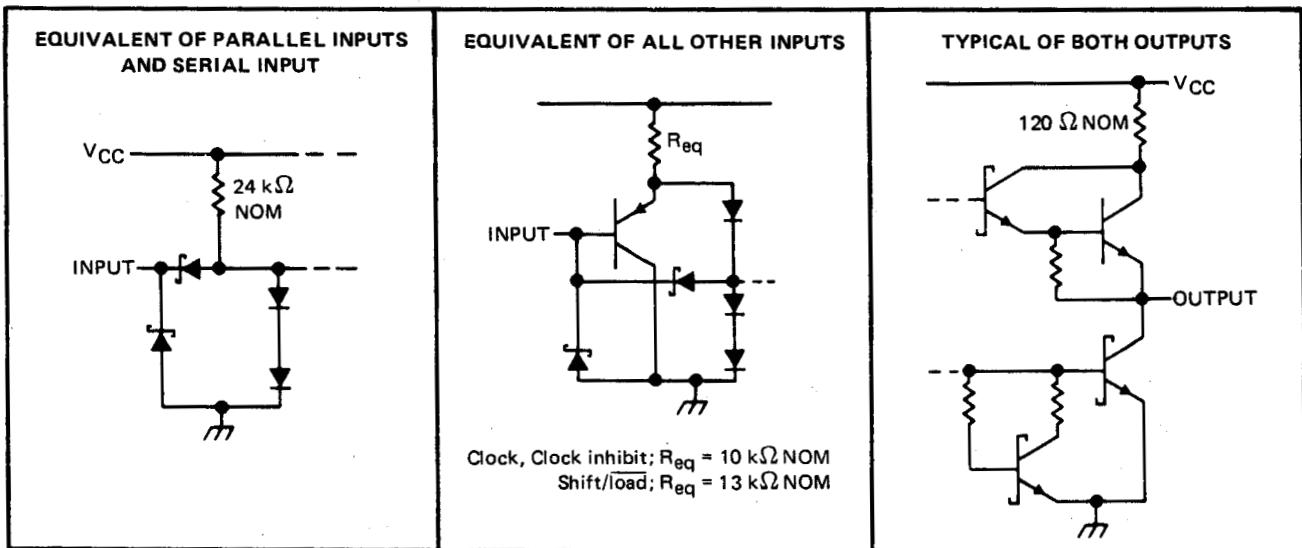 EQUIVALENT OF PARALLEL INPUTS
AND SERIAL INPUT
VCC
24 kΩ
NOM
INPUT
EQUIVALENT OF ALL OTHER INPUTS
Req
INPUT
Clock, Clock inhibit; Req = 10 kΩ NOM
Shift/l̅o̅a̅d̅; Req = 13 kΩ NOM
TYPICAL OF BOTH OUTPUTS
VCC
120 Ω NOM
OUTPUT